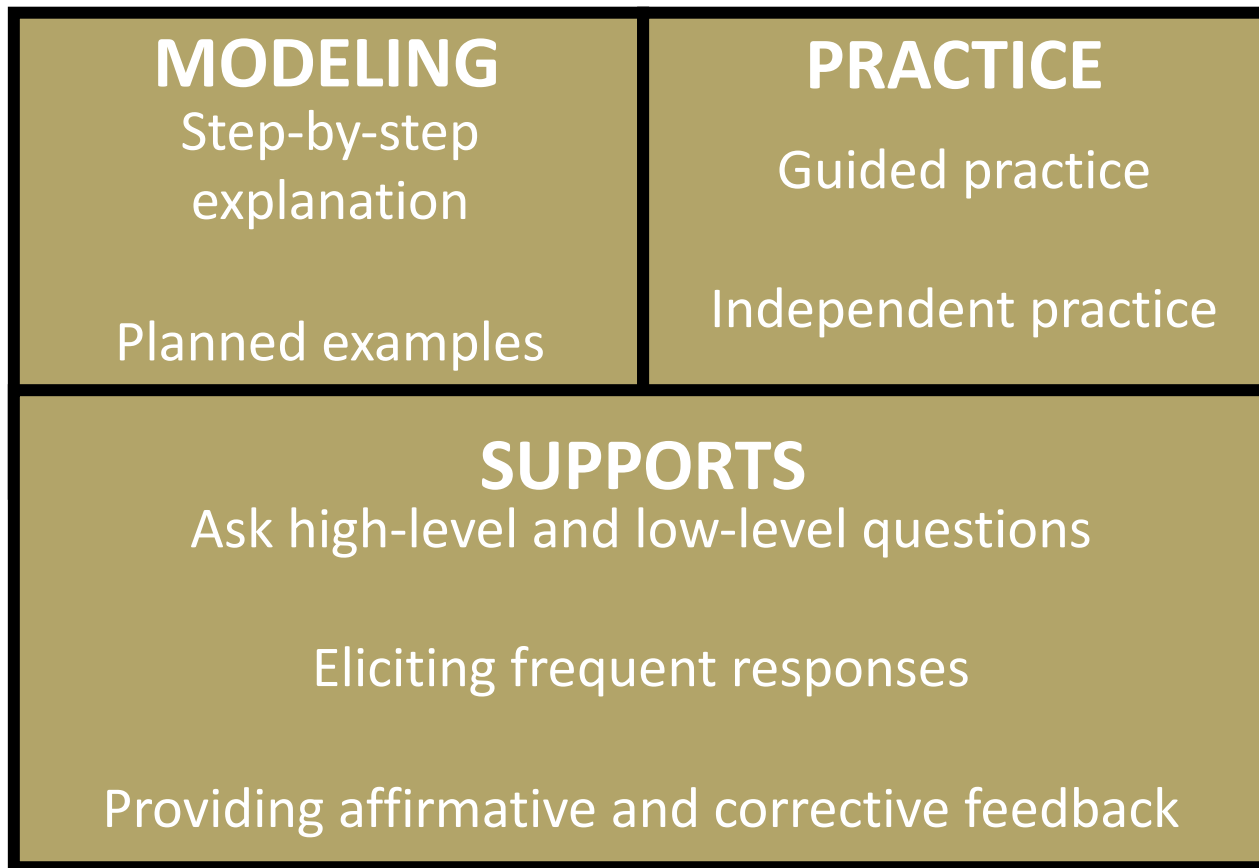 MODELING
Step-by-step
explanation
Planned examples
PRACTICE
Guided practice
Independent practice
SUPPORTS
Ask high-level and low-level questions
Eliciting frequent responses
Providing affirmative and corrective feedback